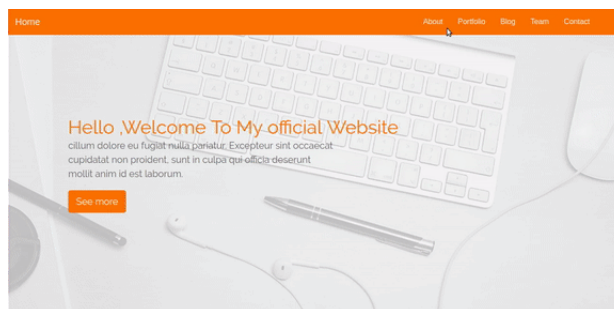 Home
About Portfolio Blog Team Contact
Hello ,Welcome To My official Website
cillum dolore eu fugiat nulla pariatur. Excepteur sint occaecat
cupidatat non proident, sunt in culpa qui officia deserunt
mollit anim id est laborum.
See more